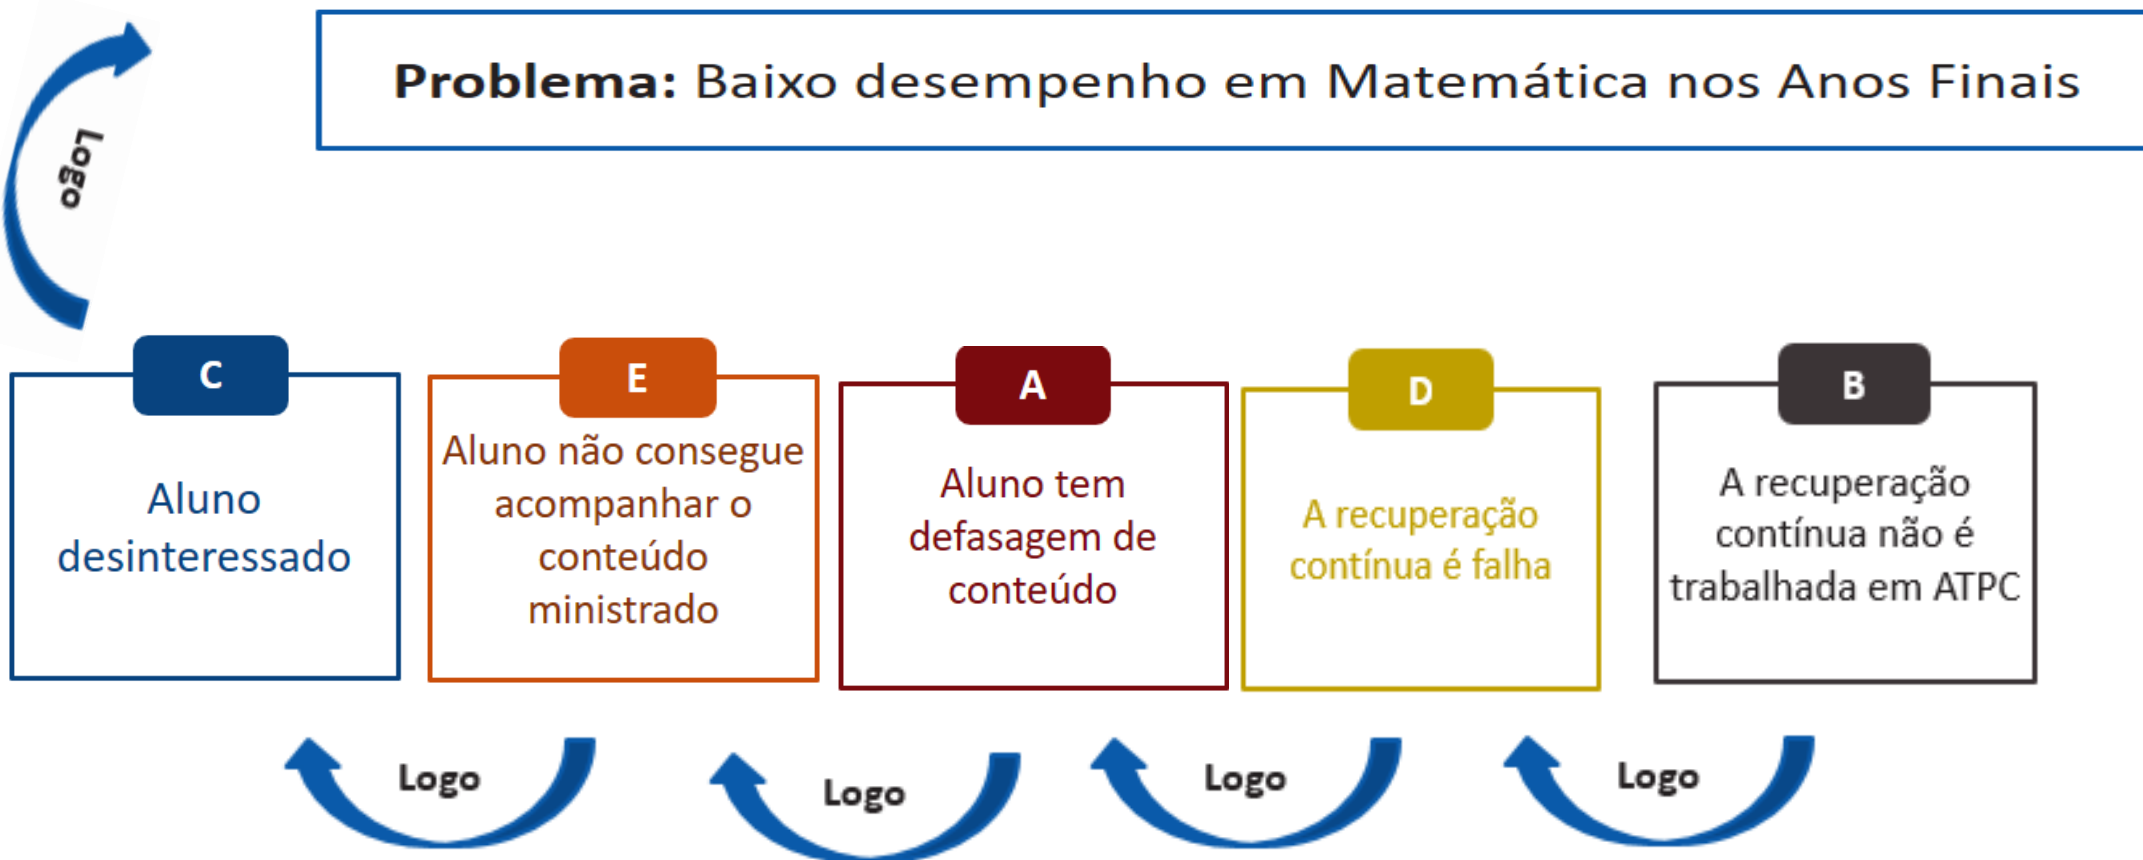 Problema: Baixo desempenho em Matemática nos Anos Finais
Logo
C
Aluno
desinteressado
E
Aluno não consegue
acompanhar o
conteúdo
ministrado
A
Aluno tem
defasagem de
conteúdo
D
A recuperação
contínua é falha
B
A recuperação
contínua não é
trabalhada em ATPC
Logo
Logo
Logo
Logo